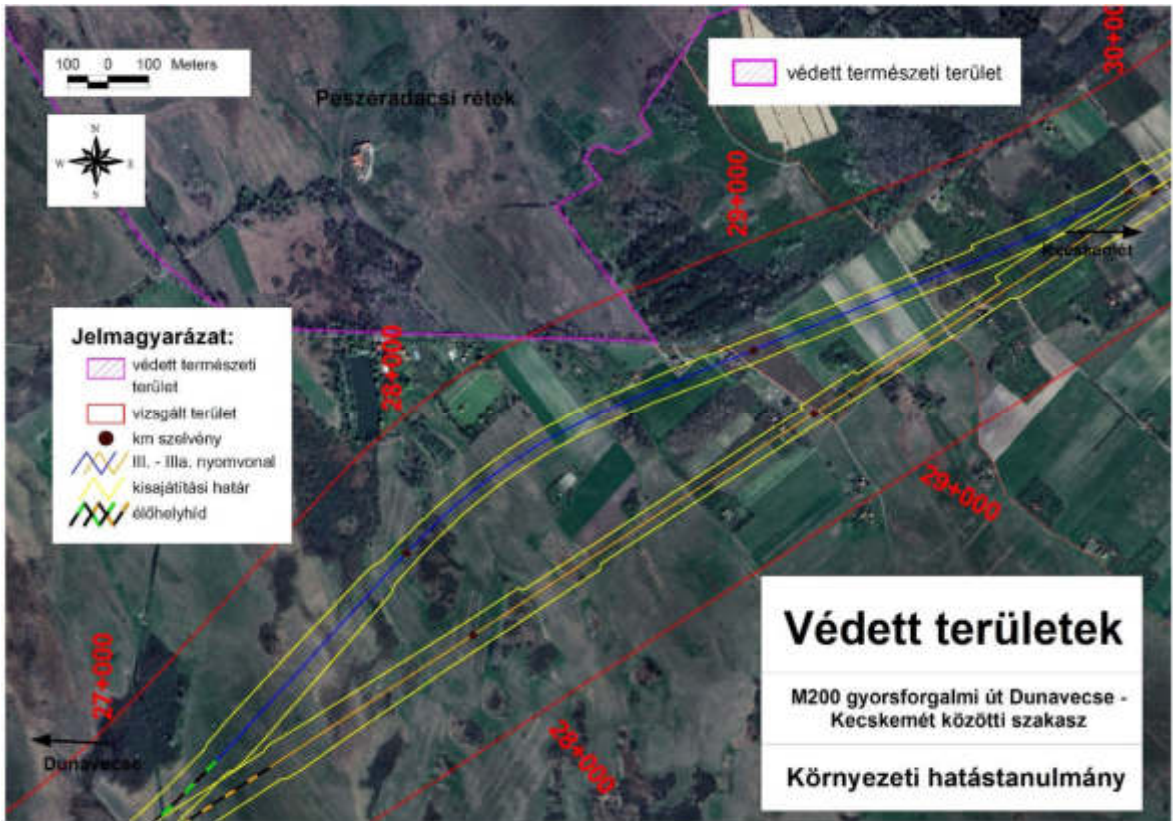 100 0 100 Meters
N
W E
S
védett természeti terület
Peszéradacsi rétek
30+000
29+000
Kecskemét
Jelmagyarázat:
védett természeti
terület
vizsgált terület
km szelvény
III. - IIIa. nyomvonal
kisajátítási határ
élőhelyhíd
28+000
29+000
27+000
Dunavecse
28+000
Védett területek
M200 gyorsforgalmi út Dunavecse -
Kecskemét közötti szakasz
Környezeti hatástanulmány